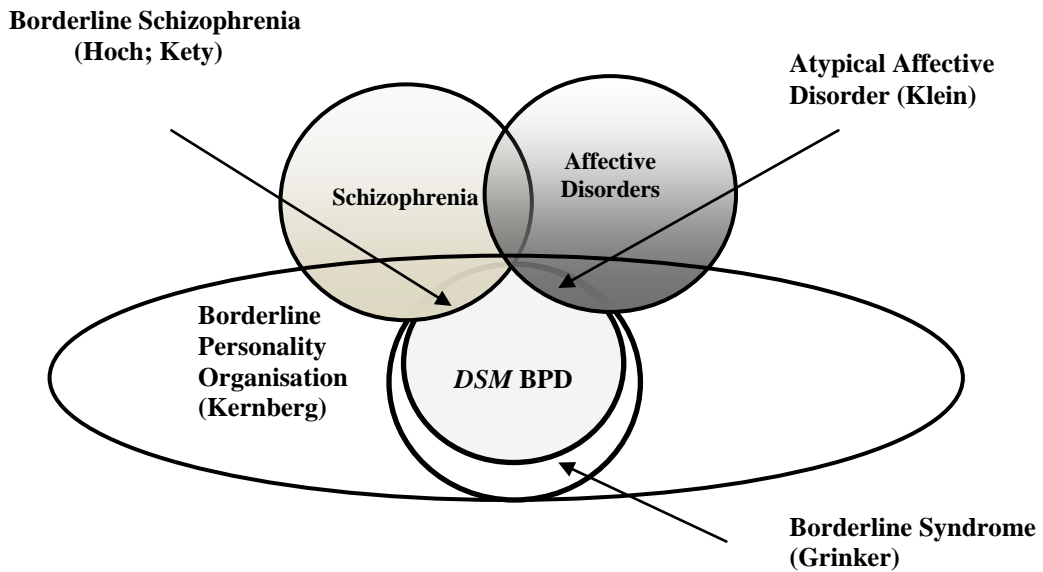 Borderline Schizophrenia
(Hoch; Kety)
Atypical Affective
Disorder (Klein)
Affective
Disorders
Schizophrenia
Borderline
Personality
Organisation
(Kernberg)
DSM BPD
Borderline Syndrome
(Grinker)